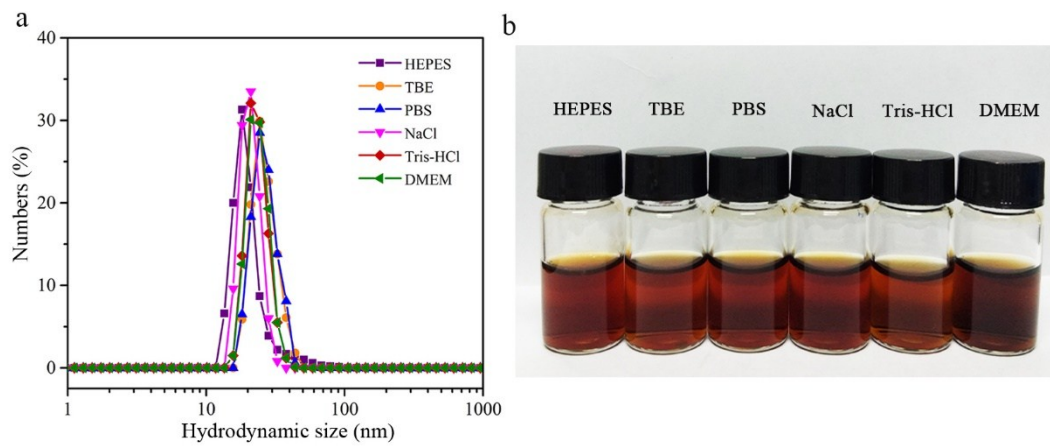 a
40
30
20
10
0
Numbers (%)
HEPES
TBE
PBS
NaCl
Tris-HCl
DMEM
1 10 100 1000
Hydrodynamic size (nm)
b
HEPES TBE PBS NaCl Tris-HCl DMEM